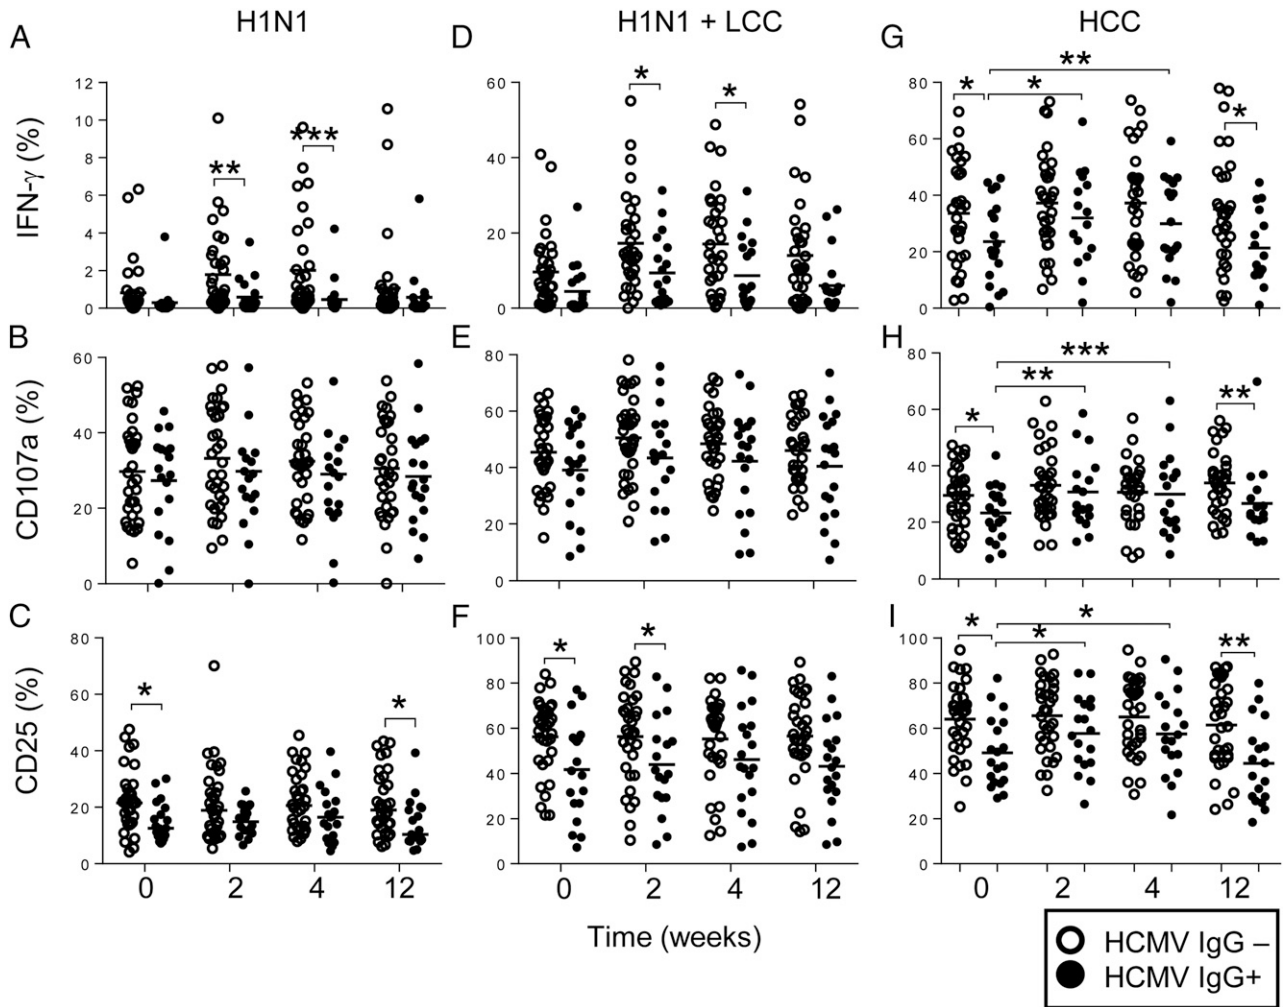 H1N1
H1N1 + LCC
HCC
A
D
G
IFN-γ (%)
12
10
8
6
4
2
0
** ***
60
40
20
0
* *
80
60
40
20
0
* * ** *
B
E
H
CD107a (%)
60
40
20
0
80
60
40
20
0
80
60
40
20
0
* ** *** **
C
F
I
CD25 (%)
80
60
40
20
0
* *
100
80
60
40
20
0
* *
100
80
60
40
20
0
* * * **
0 2 4 12
0 2 4 12
0 2 4 12
Time (weeks)
HCMV IgG –
HCMV IgG+